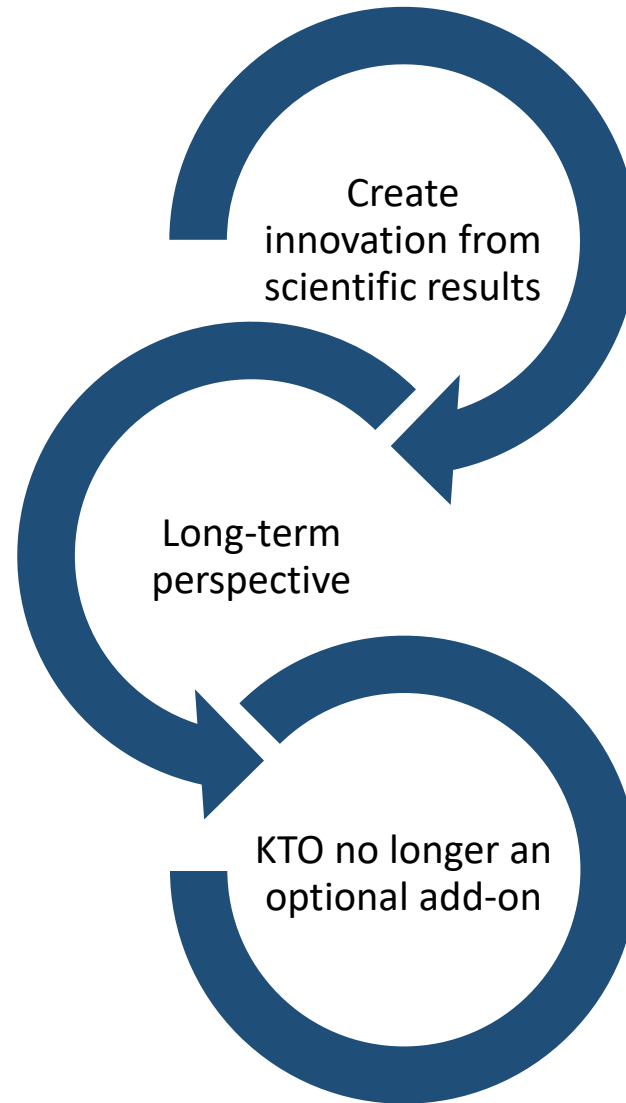 Create
innovation from
scientific results
Long-term
perspective
KTO no longer an
optional add-on